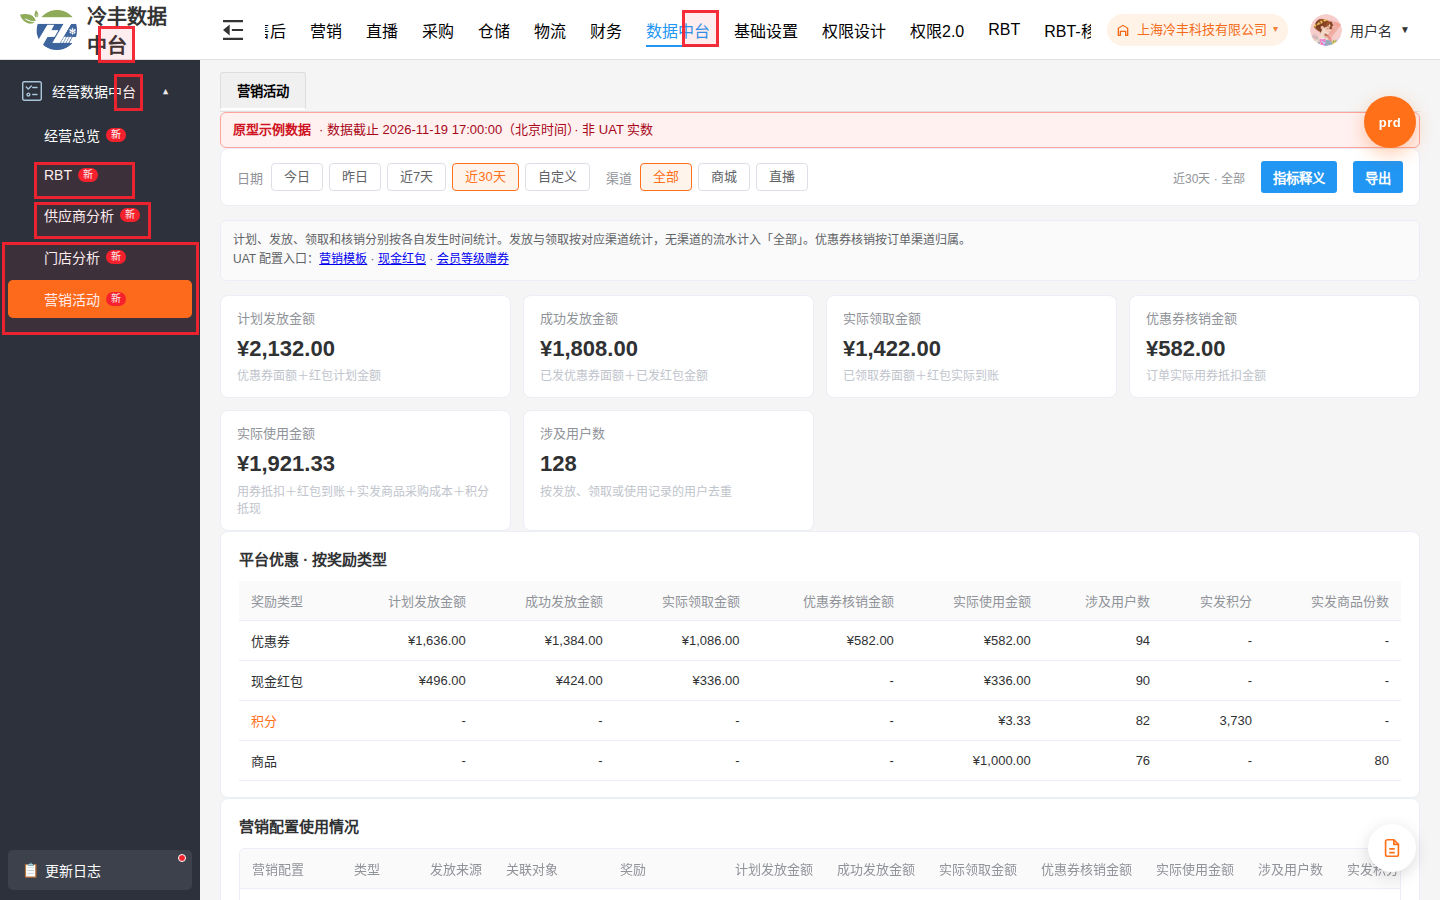 冷丰数据
中台
售后 营销 直播 采购 仓储 物流 财务 数据中台 基础设置 权限设计 权限2.0 RBT RBT-移
上海冷丰科技有限公司 ▾
用户名 ▼
经营数据中台 ▲
经营总览 新
RBT 新
供应商分析 新
门店分析 新
营销活动 新
更新日志
营销活动
prd
原型示例数据 · 数据截止 2026-11-19 17:00:00（北京时间）· 非 UAT 实数
日期 今日 昨日 近7天 近30天 自定义 渠道 全部 商城 直播 近30天 · 全部 指标释义 导出
计划、发放、领取和核销分别按各自发生时间统计。发放与领取按对应渠道统计，无渠道的流水计入「全部」。优惠券核销按订单渠道归属。
UAT 配置入口：营销模板 · 现金红包 · 会员等级赠券
计划发放金额
¥2,132.00
优惠券面额＋红包计划金额
成功发放金额
¥1,808.00
已发优惠券面额＋已发红包金额
实际领取金额
¥1,422.00
已领取券面额＋红包实际到账
优惠券核销金额
¥582.00
订单实际用券抵扣金额
实际使用金额
¥1,921.33
用券抵扣＋红包到账＋实发商品采购成本＋积分
抵现
涉及用户数
128
按发放、领取或使用记录的用户去重
平台优惠 · 按奖励类型
奖励类型 计划发放金额 成功发放金额 实际领取金额 优惠券核销金额 实际使用金额 涉及用户数 实发积分 实发商品份数
优惠券 ¥1,636.00 ¥1,384.00 ¥1,086.00 ¥582.00 ¥582.00 94 - -
现金红包 ¥496.00 ¥424.00 ¥336.00 - ¥336.00 90 - -
积分 - - - - ¥3.33 82 3,730 -
商品 - - - - ¥1,000.00 76 - 80
营销配置使用情况
营销配置 类型 发放来源 关联对象 奖励 计划发放金额 成功发放金额 实际领取金额 优惠券核销金额 实际使用金额 涉及用户数 实发积分